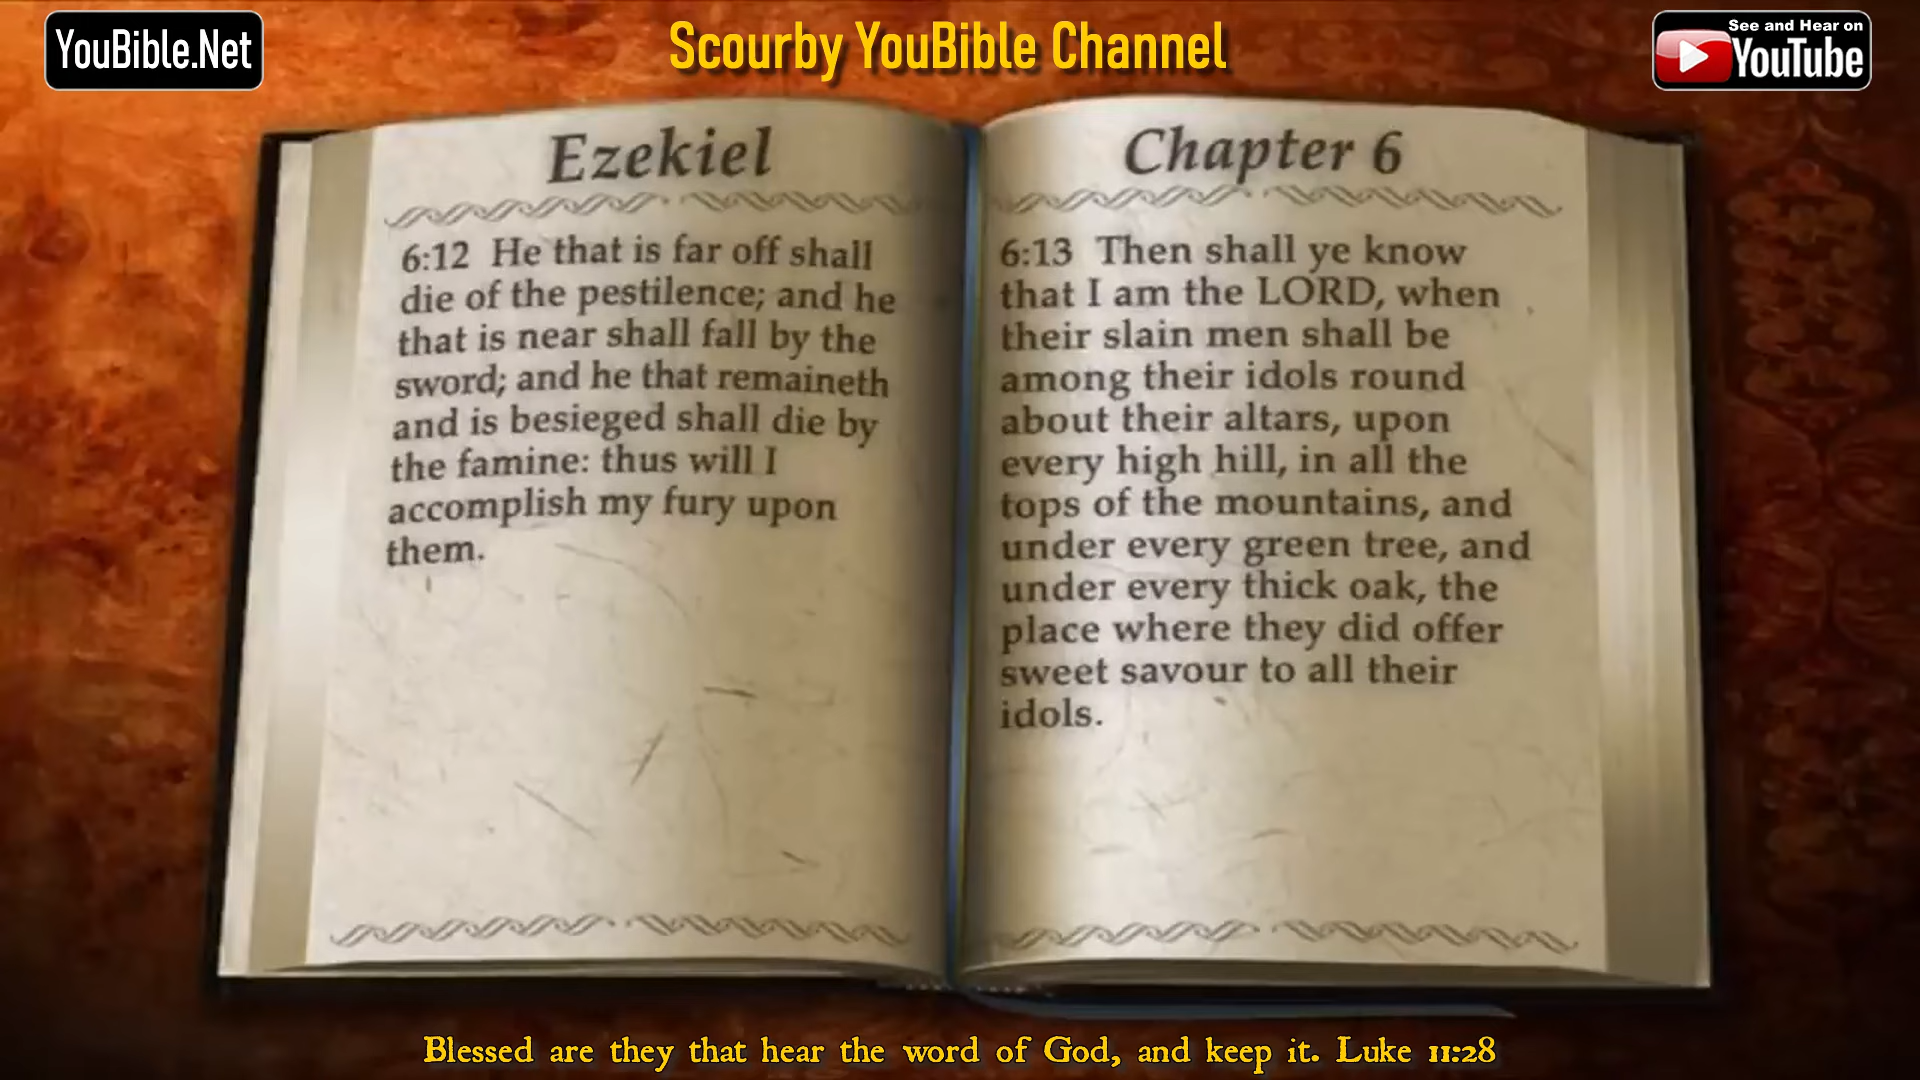 YouBible.Net
Scourby YouBible Channel
See and Hear on
YouTube
Ezekiel
6:12 He that is far off shall
die of the pestilence; and he
that is near shall fall by the
sword; and he that remaineth
and is besieged shall die by
the famine: thus will I
accomplish my fury upon
them.
Chapter 6
6:13 Then shall ye know
that I am the LORD, when
their slain men shall be
among their idols round
about their altars, upon
every high hill, in all the
tops of the mountains, and
under every green tree, and
under every thick oak, the
place where they did offer
sweet savour to all their
idols.
Blessed are they that hear the word of God, and keep it. Luke 11:28